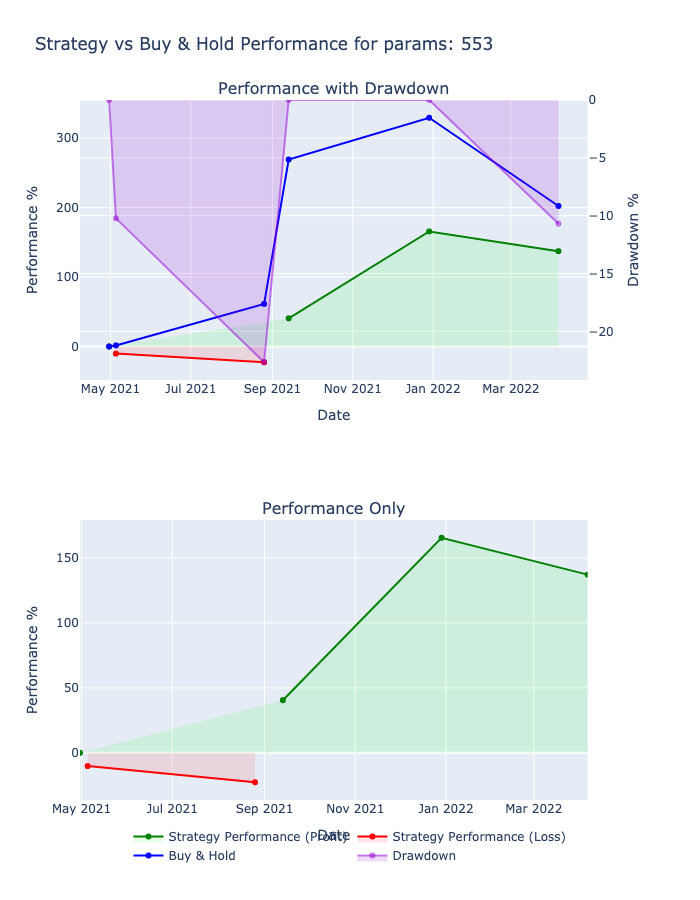 Strategy vs Buy & Hold Performance for params: 553
Performance with Drawdown
300
200
100
0
Performance %
0
−5
−10
−15
−20
Drawdown %
May 2021 Jul 2021 Sep 2021 Nov 2021 Jan 2022 Mar 2022
Date
Performance Only
150
100
50
0
Performance %
May 2021 Jul 2021 Sep 2021 Nov 2021 Jan 2022 Mar 2022
Date
Strategy Performance (Profit) Strategy Performance (Loss)
Buy & Hold Drawdown